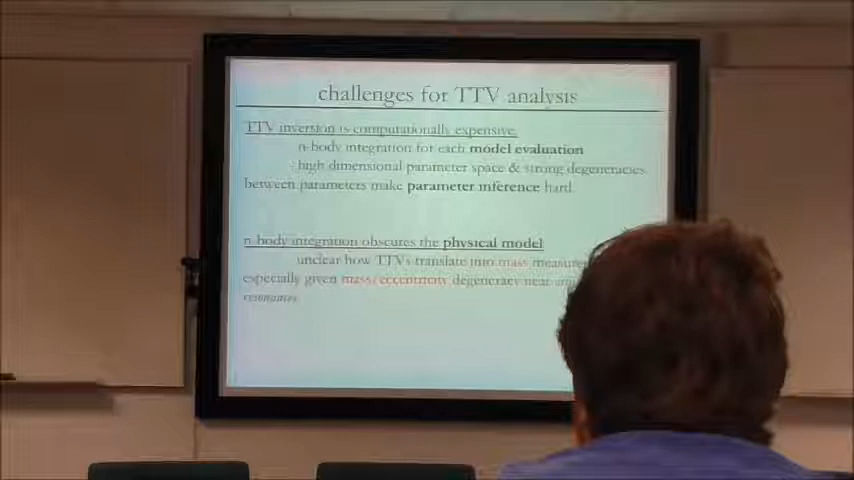 challenges for TTV analysis
TTV inversion is computationally expensive.
n-body integration for each model evaluation
high dimensional parameter space & strong degeneracies
between parameters make parameter inference hard.
n-body integration obscures the physical model
unclear how TTVs translate into mass
especially given mass/eccentricity degeneracy near
resonances